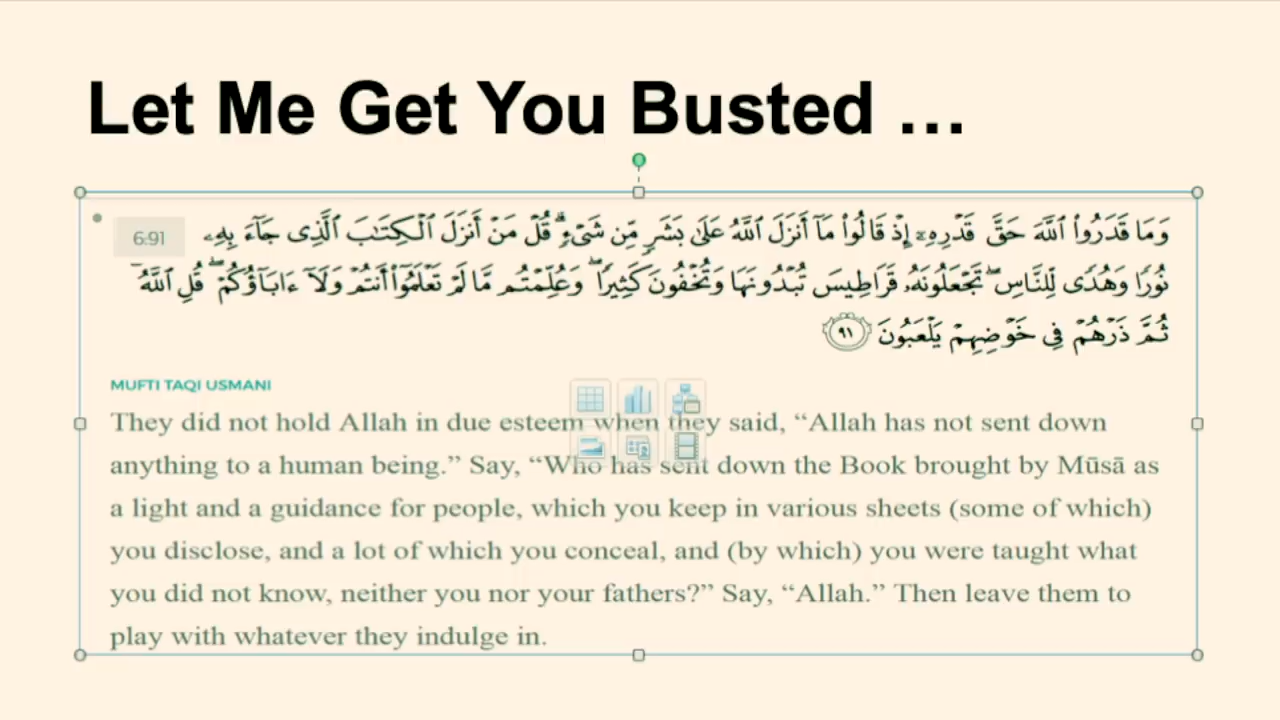 Let Me Get You Busted …
6:91
وَمَا قَدَرُوا۟ ٱللَّهَ حَقَّ قَدْرِهِۦٓ إِذْ قَالُوا۟ مَآ أَنزَلَ ٱللَّهُ عَلَىٰ بَشَرٍ مِّن شَىْءٍ ۗ قُلْ مَنْ أَنزَلَ ٱلْكِتَـٰبَ ٱلَّذِى جَآءَ بِهِۦ
نُورًا وَهُدًى لِّلنَّاسِ ۖ تَجْعَلُونَهُۥ قَرَاطِيسَ تُبْدُونَهَا وَتُخْفُونَ كَثِيرًا ۖ وَعُلِّمْتُم مَّا لَمْ تَعْلَمُوٓا۟ أَنتُمْ وَلَآ ءَابَآؤُكُمْ ۖ قُلِ ٱللَّهُ ۖ
ثُمَّ ذَرْهُمْ فِى خَوْضِهِمْ يَلْعَبُونَ ٩١
MUFTI TAQI USMANI
They did not hold Allah in due esteem when they said, “Allah has not sent down
anything to a human being.” Say, “Who has sent down the Book brought by Mūsā as
a light and a guidance for people, which you keep in various sheets (some of which)
you disclose, and a lot of which you conceal, and (by which) you were taught what
you did not know, neither you nor your fathers?” Say, “Allah.” Then leave them to
play with whatever they indulge in.